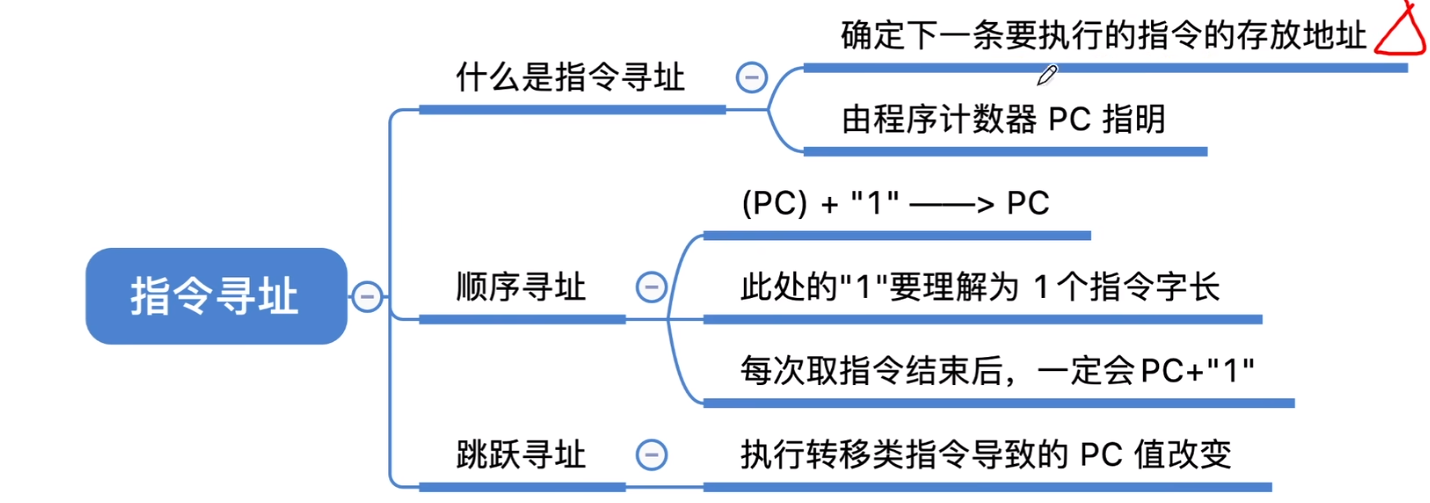 确定下一条要执行的指令的存放地址
什么是指令寻址
由程序计数器 PC 指明
(PC) + "1" ——> PC
指令寻址
顺序寻址
此处的"1"要理解为 1个指令字长
每次取指令结束后，一定会PC+"1"
跳跃寻址
执行转移类指令导致的 PC 值改变